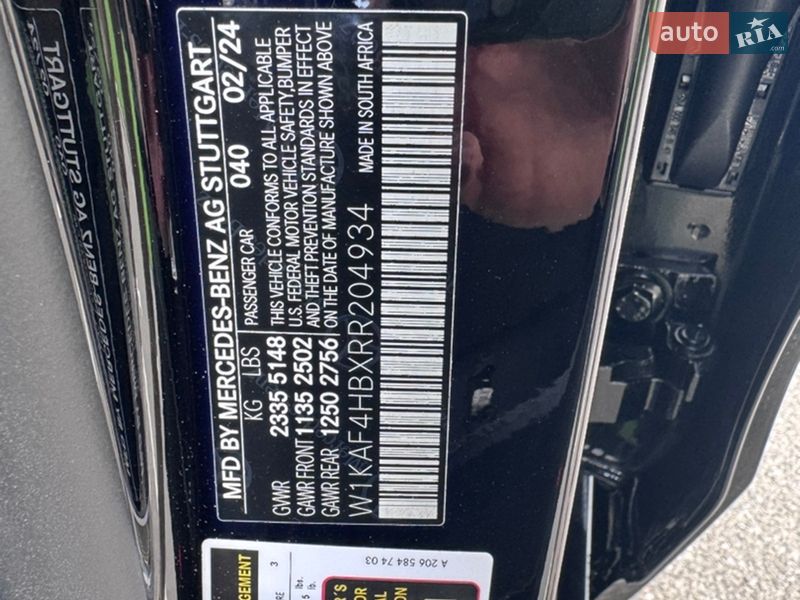 auto RIA
MFD BY MERCEDES-BENZ AG STUTTGART
040 02/24
KG LBS PASSENGER CAR
GVWR 2335 5148
GAWR FRONT 1135 2502
GAWR REAR 1250 2756
THIS VEHICLE CONFORMS TO ALL APPLICABLE
U.S. FEDERAL MOTOR VEHICLE SAFETY, BUMPER
AND THEFT PREVENTION STANDARDS IN EFFECT
ON THE DATE OF MANUFACTURE SHOWN ABOVE
W1KAF4HBXRR204934 MADE IN SOUTH AFRICA
A 206 584 74 03